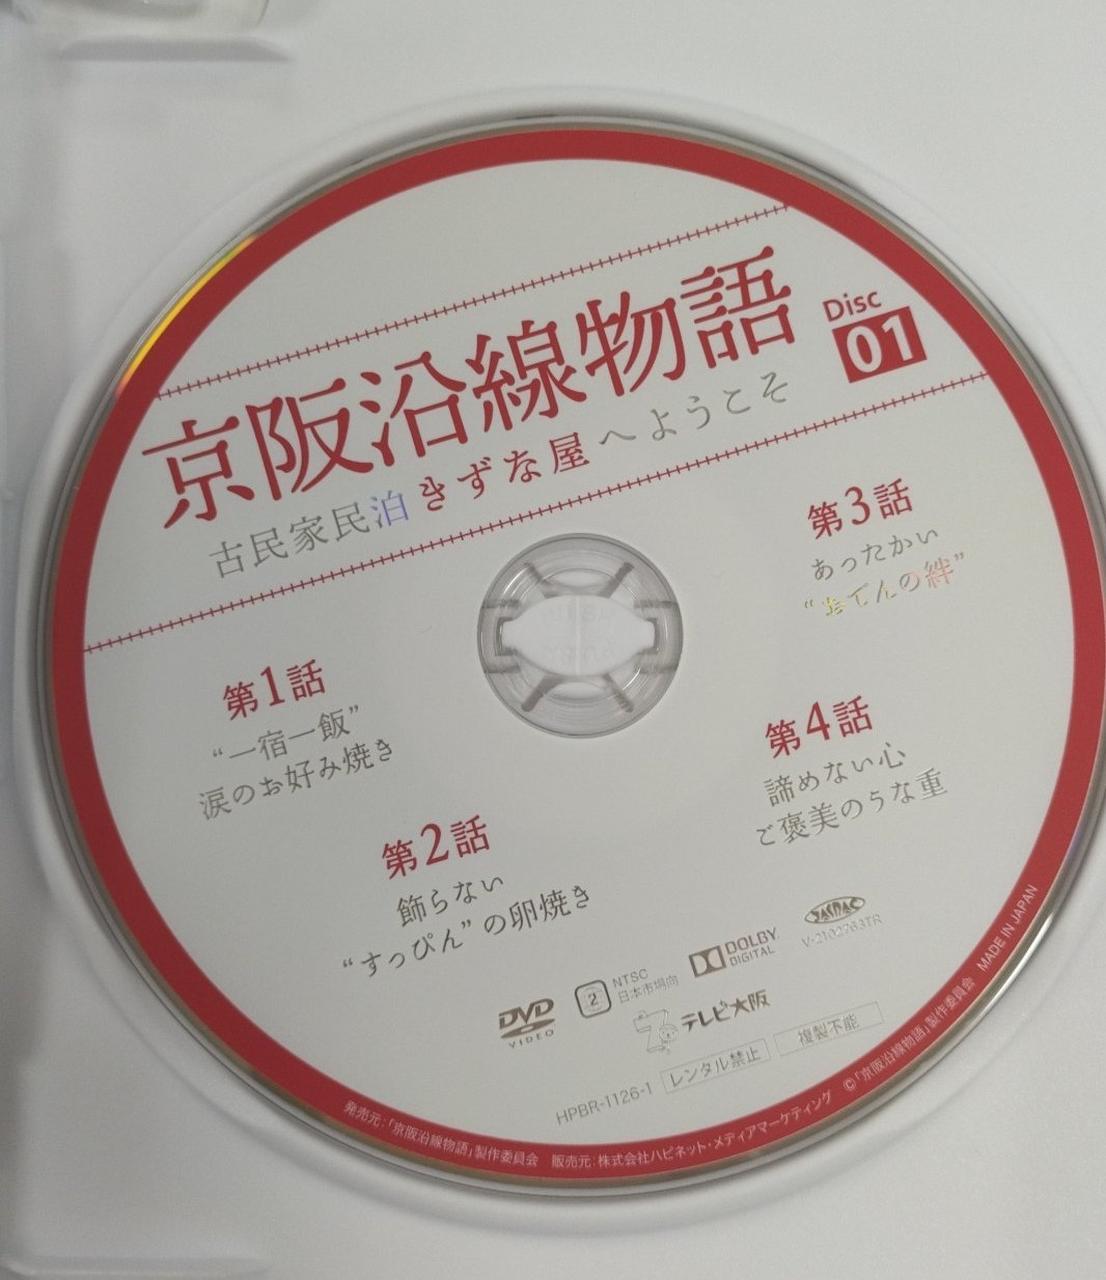 京阪沿線物語
古民家民泊きずな屋へようこそ
Disc
01
第1話
“一宿一飯”
涙のお好み焼き
第2話
飾らない
“すっぴん”の卵焼き
第3話
あったかい
“おでんの絆”
第4話
諦めない心
ご褒美のうな重
DVD
VIDEO
2
NTSC
日本市場向
DOLBY
DIGITAL
JASRAC
V-2102763TR
テレビ大阪
HPBR-1126-1
レンタル禁止
複製不能
発売元:「京阪沿線物語」製作委員会 販売元:株式会社ハピネット・メディアマーケティング ©「京阪沿線物語」製作委員会 MADE IN JAPAN